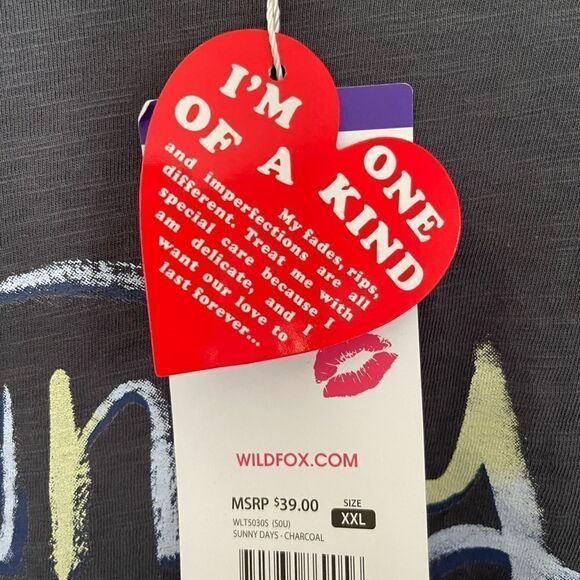 I'M ONE
OF A KIND
My fades, rips,
and imperfections are all
different. Treat me with
special care because I
am delicate, and I
want our love to
last forever...
WILDFOX.COM
MSRP $39.00
SIZE
XXL
WLT5030S (S0U)
SUNNY DAYS - CHARCOAL